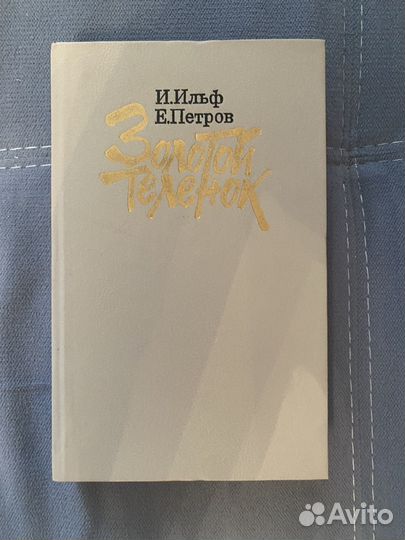 И.Ильф
Е.Петров
Золотой
теленок
Avito